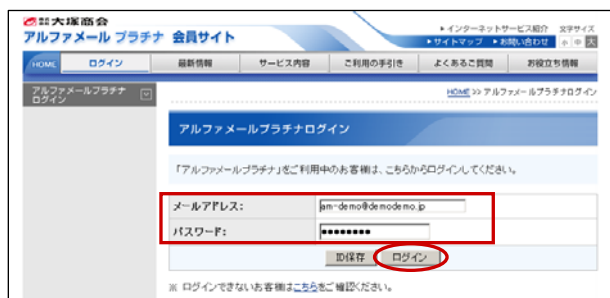 株式会社 大塚商会
アルファメール プラチナ 会員サイト
インターネットサービス紹介 文字サイズ
サイトマップ お問い合わせ 小 中 大
HOME ログイン 最新情報 サービス内容 ご利用の手引き よくあるご質問 お役立ち情報
アルファメールプラチナ
ログイン
HOME >> アルファメールプラチナログイン
アルファメールプラチナログイン
「アルファメールプラチナ」をご利用中のお客様は、こちらからログインしてください。
メールアドレス: am-demo@demodemo.jp
パスワード: ●●●●●●●●
ID保存 ログイン
※ ログインできないお客様はこちらをご確認ください。